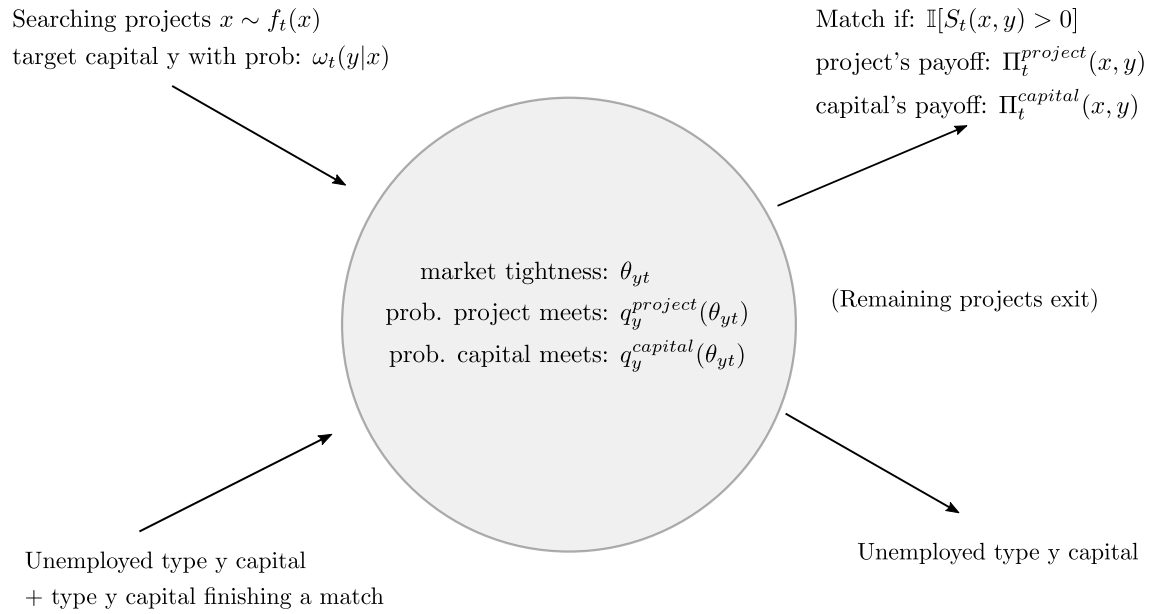 Searching projects x ∼ f_t(x)
target capital y with prob: ω_t(y|x)
Match if: 𝕀[S_t(x, y) > 0]
project's payoff: Π_t^{project}(x, y)
capital's payoff: Π_t^{capital}(x, y)
market tightness: θ_{yt}
prob. project meets: q_y^{project}(θ_{yt})
prob. capital meets: q_y^{capital}(θ_{yt})
(Remaining projects exit)
Unemployed type y capital
+ type y capital finishing a match
Unemployed type y capital